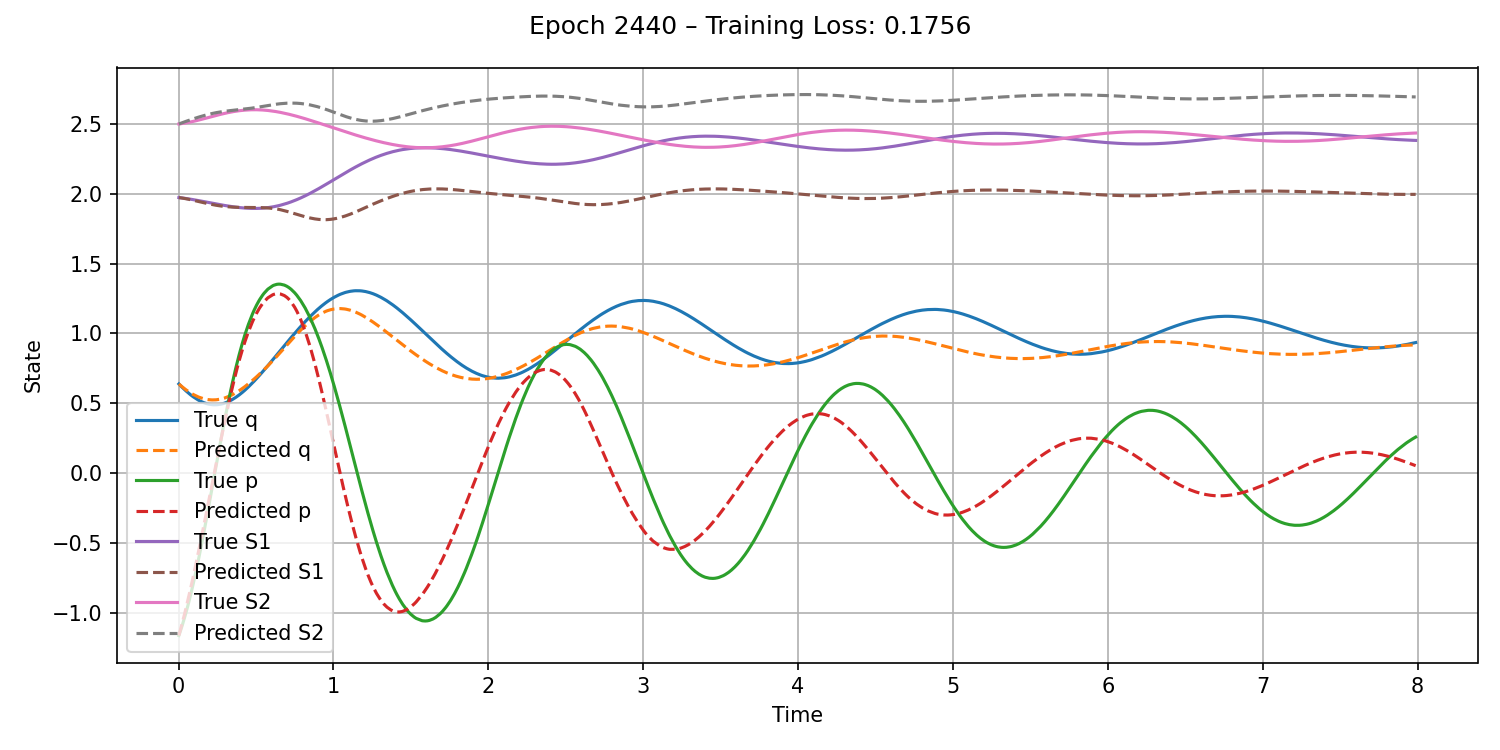 Epoch 2440 – Training Loss: 0.1756
State
2.5
2.0
1.5
1.0
0.5
0.0
−0.5
−1.0
True q
Predicted q
True p
Predicted p
True S1
Predicted S1
True S2
Predicted S2
0 1 2 3 4 5 6 7 8
Time